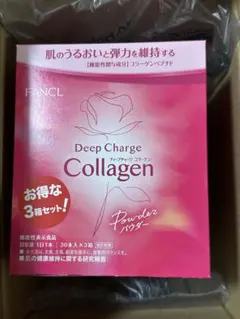 肌のうるおいと弾力を維持する
【機能性関与成分】コラーゲンペプチド
FANCL
Deep Charge
ディープチャージ コラーゲン
Collagen
お得な
3箱セット!
Powder
パウダー
機能性表示食品
30本入×3箱